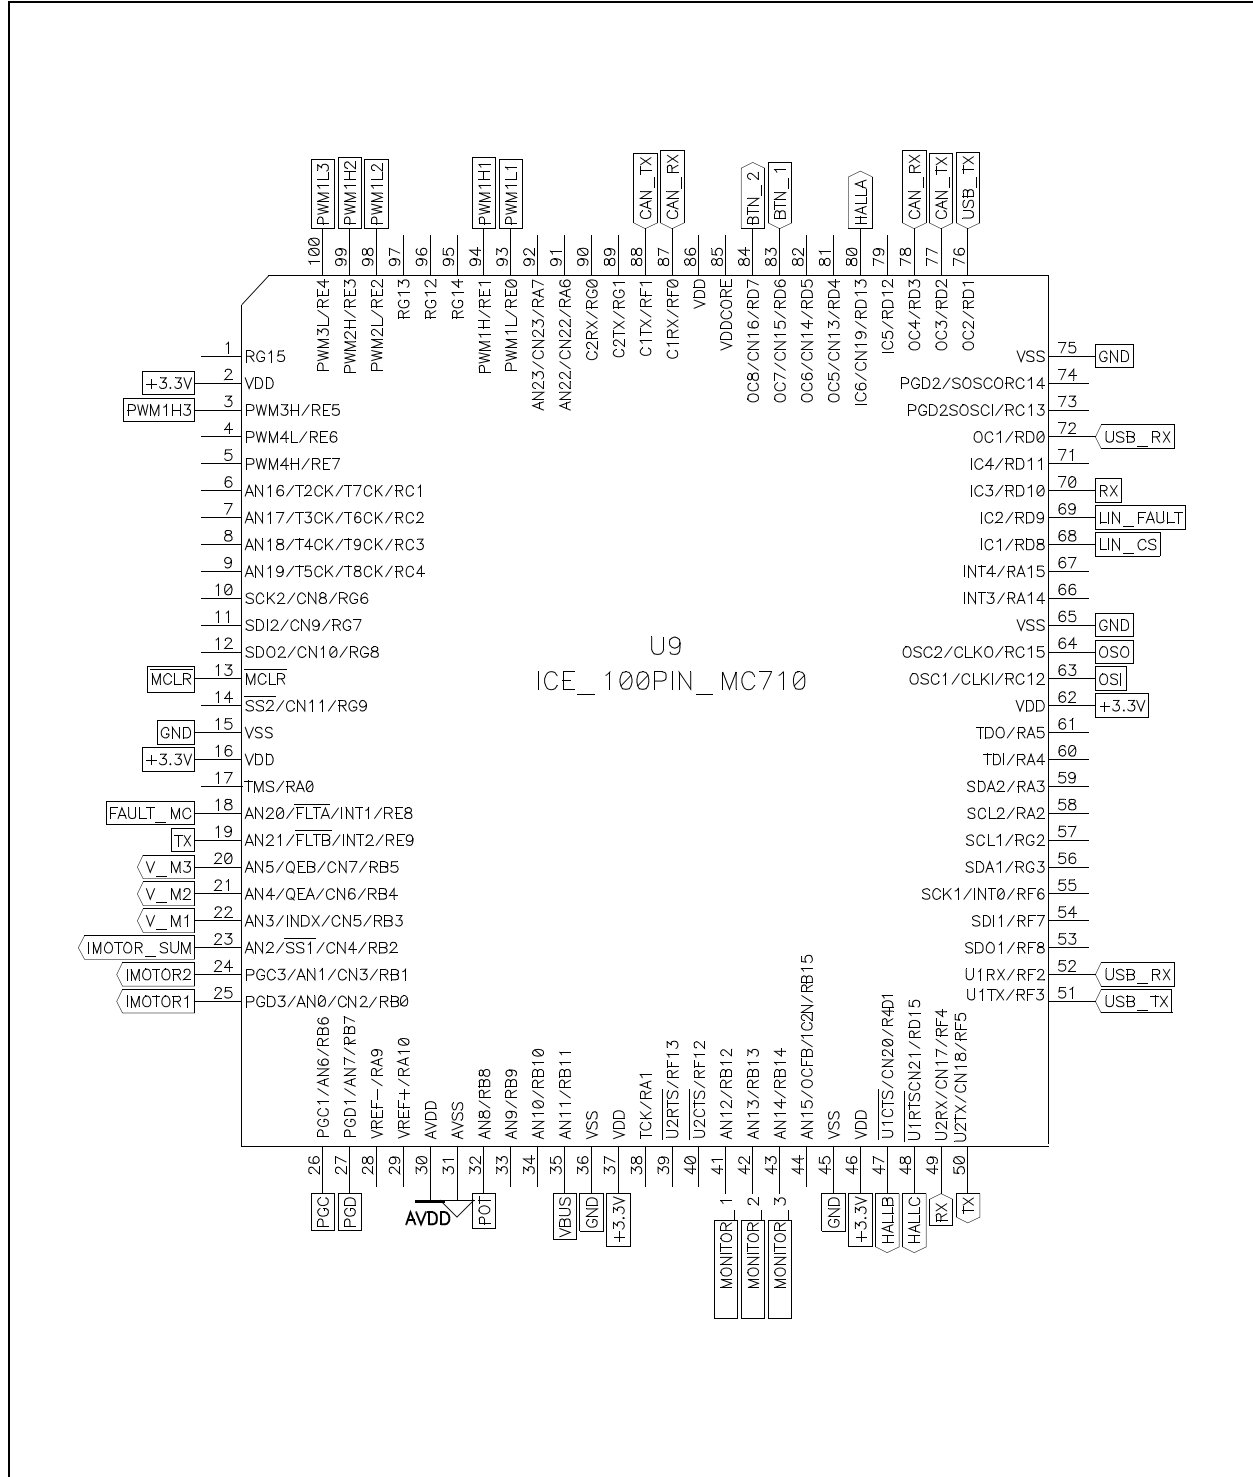 PWM1L3
PWM1H2
PWM1L2
PWM1H1
PWM1L1
CAN_TX
CAN_RX
BTN_2
BTN_1
HALLA
CAN_RX
CAN_TX
USB_TX
100
99
98
97
96
95
94
93
92
91
90
89
88
87
86
85
84
83
82
81
80
79
78
77
76
PWM3L/RE4
PWM2H/RE3
PWM2L/RE2
RG13
RG12
RG14
PWM1H/RE1
PWM1L/RE0
AN23/CN23/RA7
AN22/CN22/RA6
C2RX/RG0
C2TX/RG1
C1TX/RF1
C1RX/RF0
VDD
VDDCORE
OC8/CN16/RD7
OC7/CN15/RD6
OC6/CN14/RD5
OC5/CN13/RD4
IC6/CN19/RD13
IC5/RD12
OC4/RD3
OC3/RD2
OC2/RD1
1 RG15
+3.3V 2 VDD
PWM1H3 3 PWM3H/RE5
4 PWM4L/RE6
5 PWM4H/RE7
6 AN16/T2CK/T7CK/RC1
7 AN17/T3CK/T6CK/RC2
8 AN18/T4CK/T9CK/RC3
9 AN19/T5CK/T8CK/RC4
10 SCK2/CN8/RG6
11 SDI2/CN9/RG7
12 SDO2/CN10/RG8
MCLR 13 MCLR
14 SS2/CN11/RG9
GND 15 VSS
+3.3V 16 VDD
17 TMS/RA0
FAULT_MC 18 AN20/FLTA/INT1/RE8
TX 19 AN21/FLTB/INT2/RE9
V_M3 20 AN5/QEB/CN7/RB5
V_M2 21 AN4/QEA/CN6/RB4
V_M1 22 AN3/INDX/CN5/RB3
IMOTOR_SUM 23 AN2/SS1/CN4/RB2
IMOTOR2 24 PGC3/AN1/CN3/RB1
IMOTOR1 25 PGD3/AN0/CN2/RB0
U9
ICE_100PIN_MC710
VSS 75 GND
PGD2/SOSCORC14 74
PGD2SOSCI/RC13 73
OC1/RD0 72 USB_RX
IC4/RD11 71
IC3/RD10 70 RX
IC2/RD9 69 LIN_FAULT
IC1/RD8 68 LIN_CS
INT4/RA15 67
INT3/RA14 66
VSS 65 GND
OSC2/CLKO/RC15 64 OSO
OSC1/CLKI/RC12 63 OSI
VDD 62 +3.3V
TDO/RA5 61
TDI/RA4 60
SDA2/RA3 59
SCL2/RA2 58
SCL1/RG2 57
SDA1/RG3 56
SCK1/INT0/RF6 55
SDI1/RF7 54
SDO1/RF8 53
U1RX/RF2 52 USB_RX
U1TX/RF3 51 USB_TX
PGC1/AN6/RB6
PGD1/AN7/RB7
VREF-/RA9
VREF+/RA10
AVDD
AVSS
AN8/RB8
AN9/RB9
AN10/RB10
AN11/RB11
VSS
VDD
TCK/RA1
U2RTS/RF13
U2CTS/RF12
AN12/RB12
AN13/RB13
AN14/RB14
AN15/OCFB/1C2N/RB15
VSS
VDD
U1CTS/CN20/R4D1
U1RTSCN21/RD15
U2RX/CN17/RF4
U2TX/CN18/RF5
26
27
28
29
30
31
32
33
34
35
36
37
38
39
40
41
42
43
44
45
46
47
48
49
50
PGC
PGD
AVDD
POT
VBUS
GND
+3.3V
MONITOR 1
MONITOR 2
MONITOR 3
GND
+3.3V
HALLB
HALLC
RX
TX